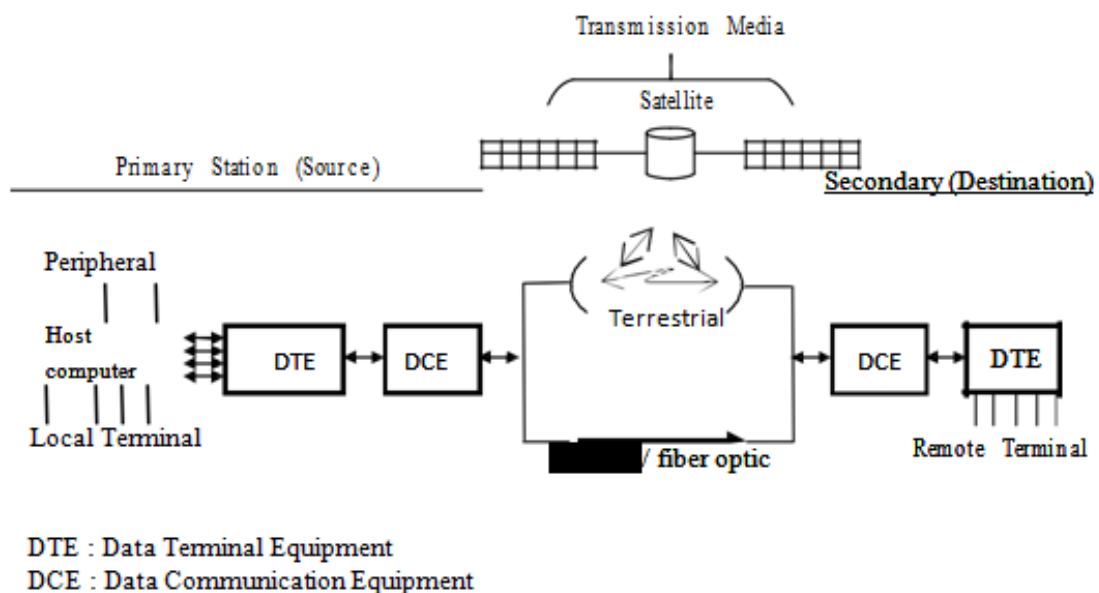 Transmission Media
Satellite
Primary Station (Source)
Secondary (Destination)
Peripheral
Terrestrial
Host
computer
DTE
DCE
DCE
DTE
Local Terminal
Remote Terminal
/ fiber optic
DTE : Data Terminal Equipment
DCE : Data Communication Equipment